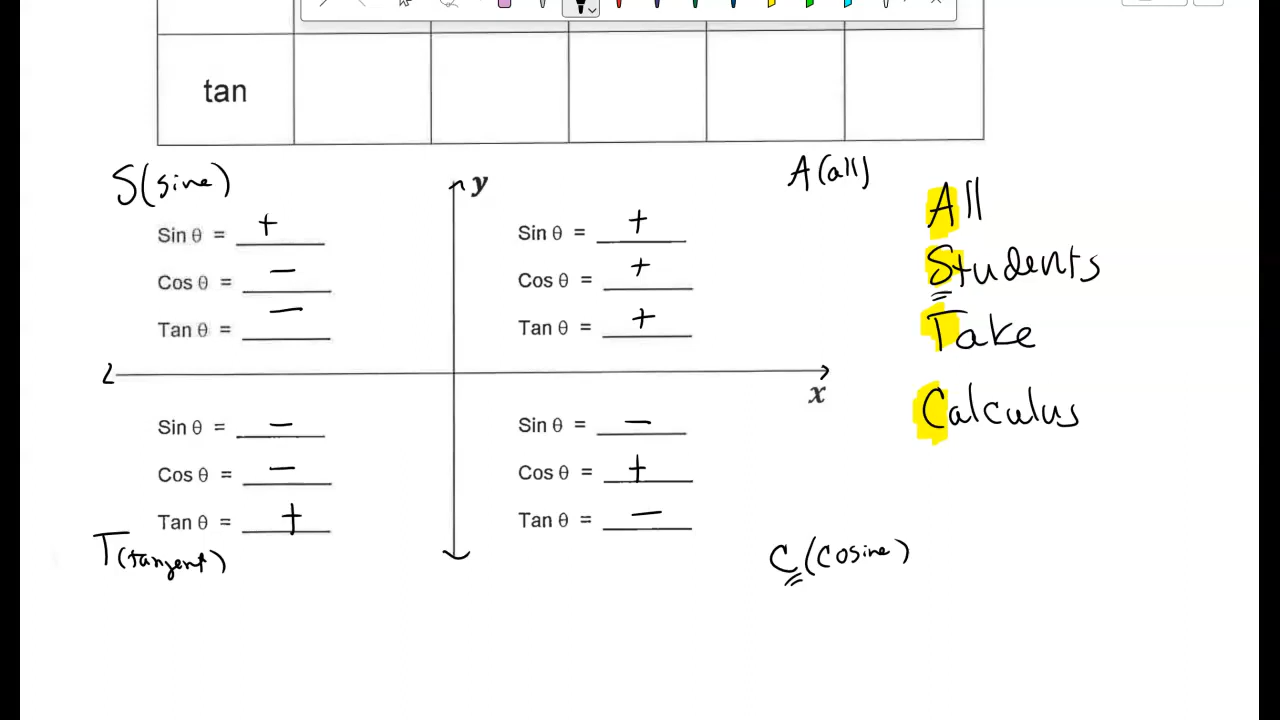 tan
S(sine)
Sin θ = +
Cos θ = −
Tan θ = −
y
A(all)
Sin θ = +
Cos θ = +
Tan θ = +
x
Sin θ = −
Cos θ = −
Tan θ = +
T(tangent)
Sin θ = −
Cos θ = +
Tan θ = −
C(cosine)
All
Students
Take
Calculus